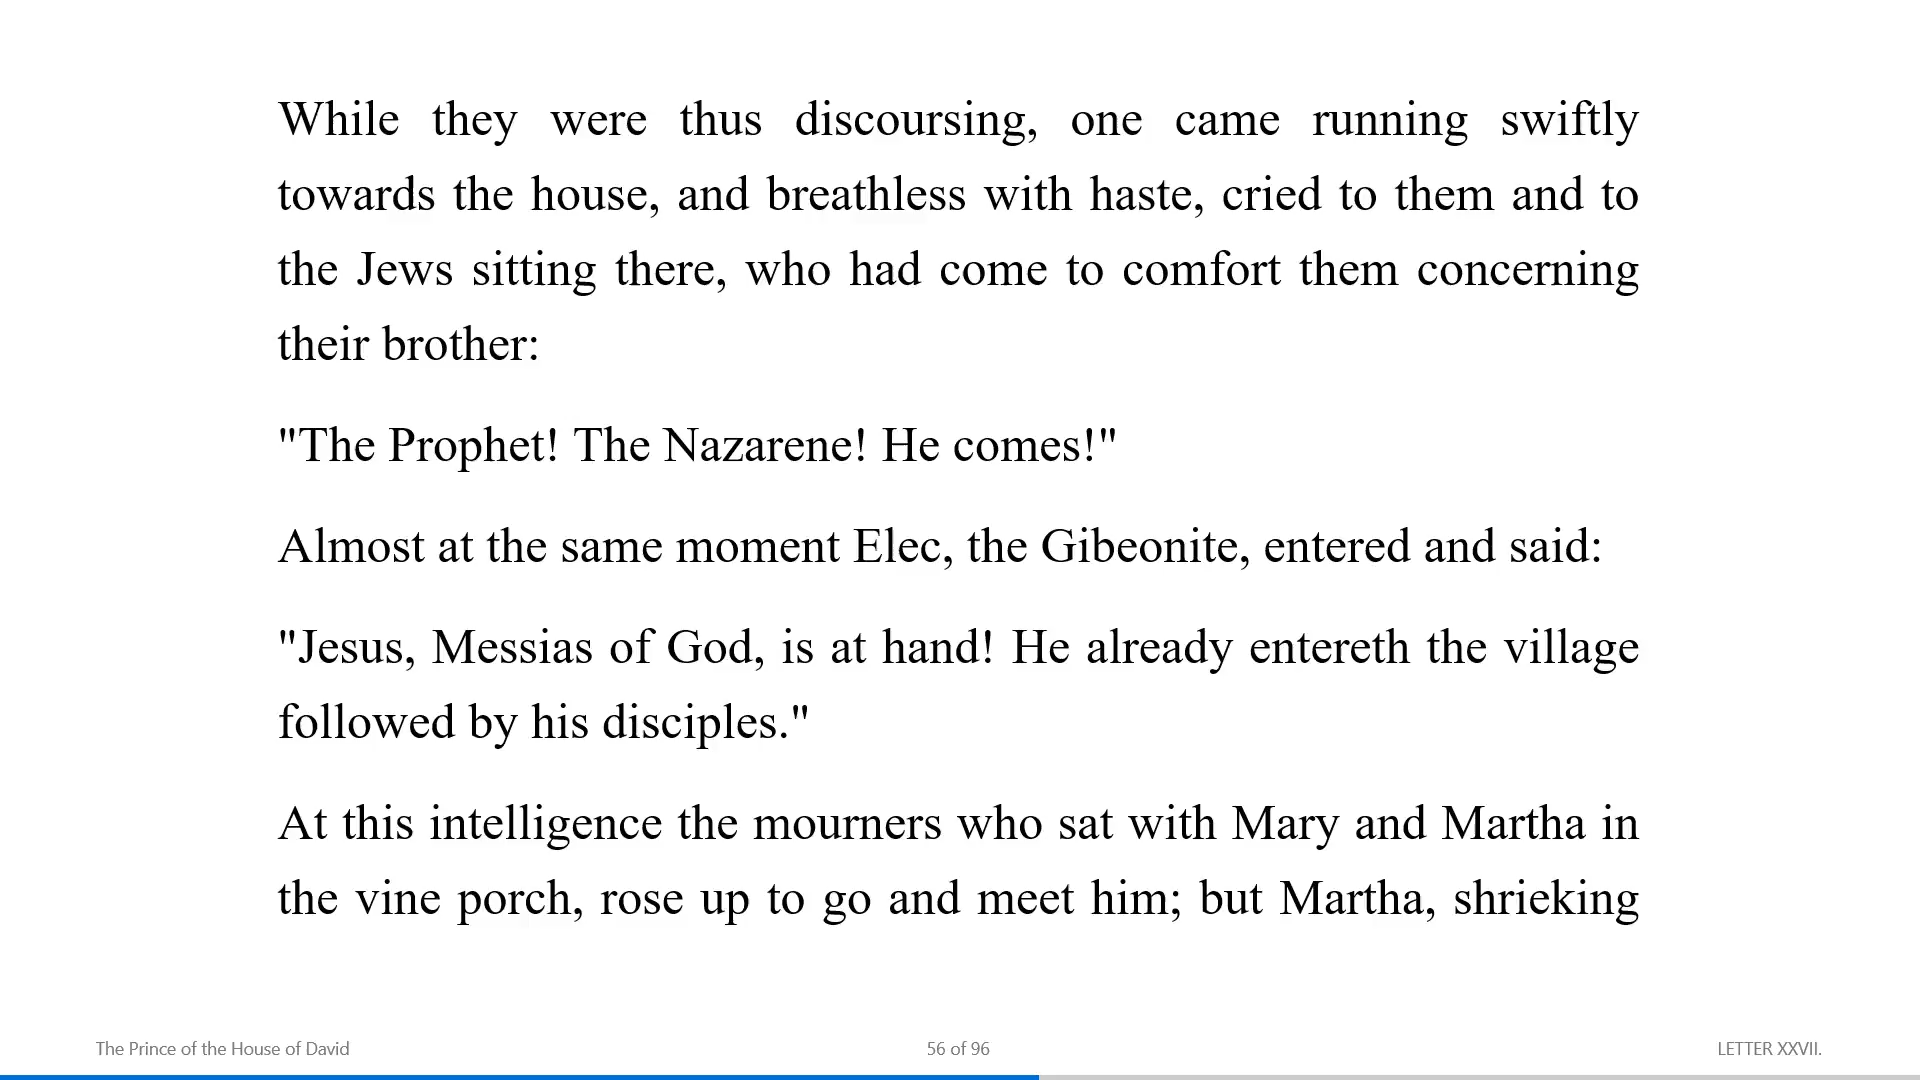 While they were thus discoursing, one came running swiftly
towards the house, and breathless with haste, cried to them and to
the Jews sitting there, who had come to comfort them concerning
their brother:
"The Prophet! The Nazarene! He comes!"
Almost at the same moment Elec, the Gibeonite, entered and said:
"Jesus, Messias of God, is at hand! He already entereth the village
followed by his disciples."
At this intelligence the mourners who sat with Mary and Martha in
the vine porch, rose up to go and meet him; but Martha, shrieking
The Prince of the House of David
56 of 96
LETTER XXVII.